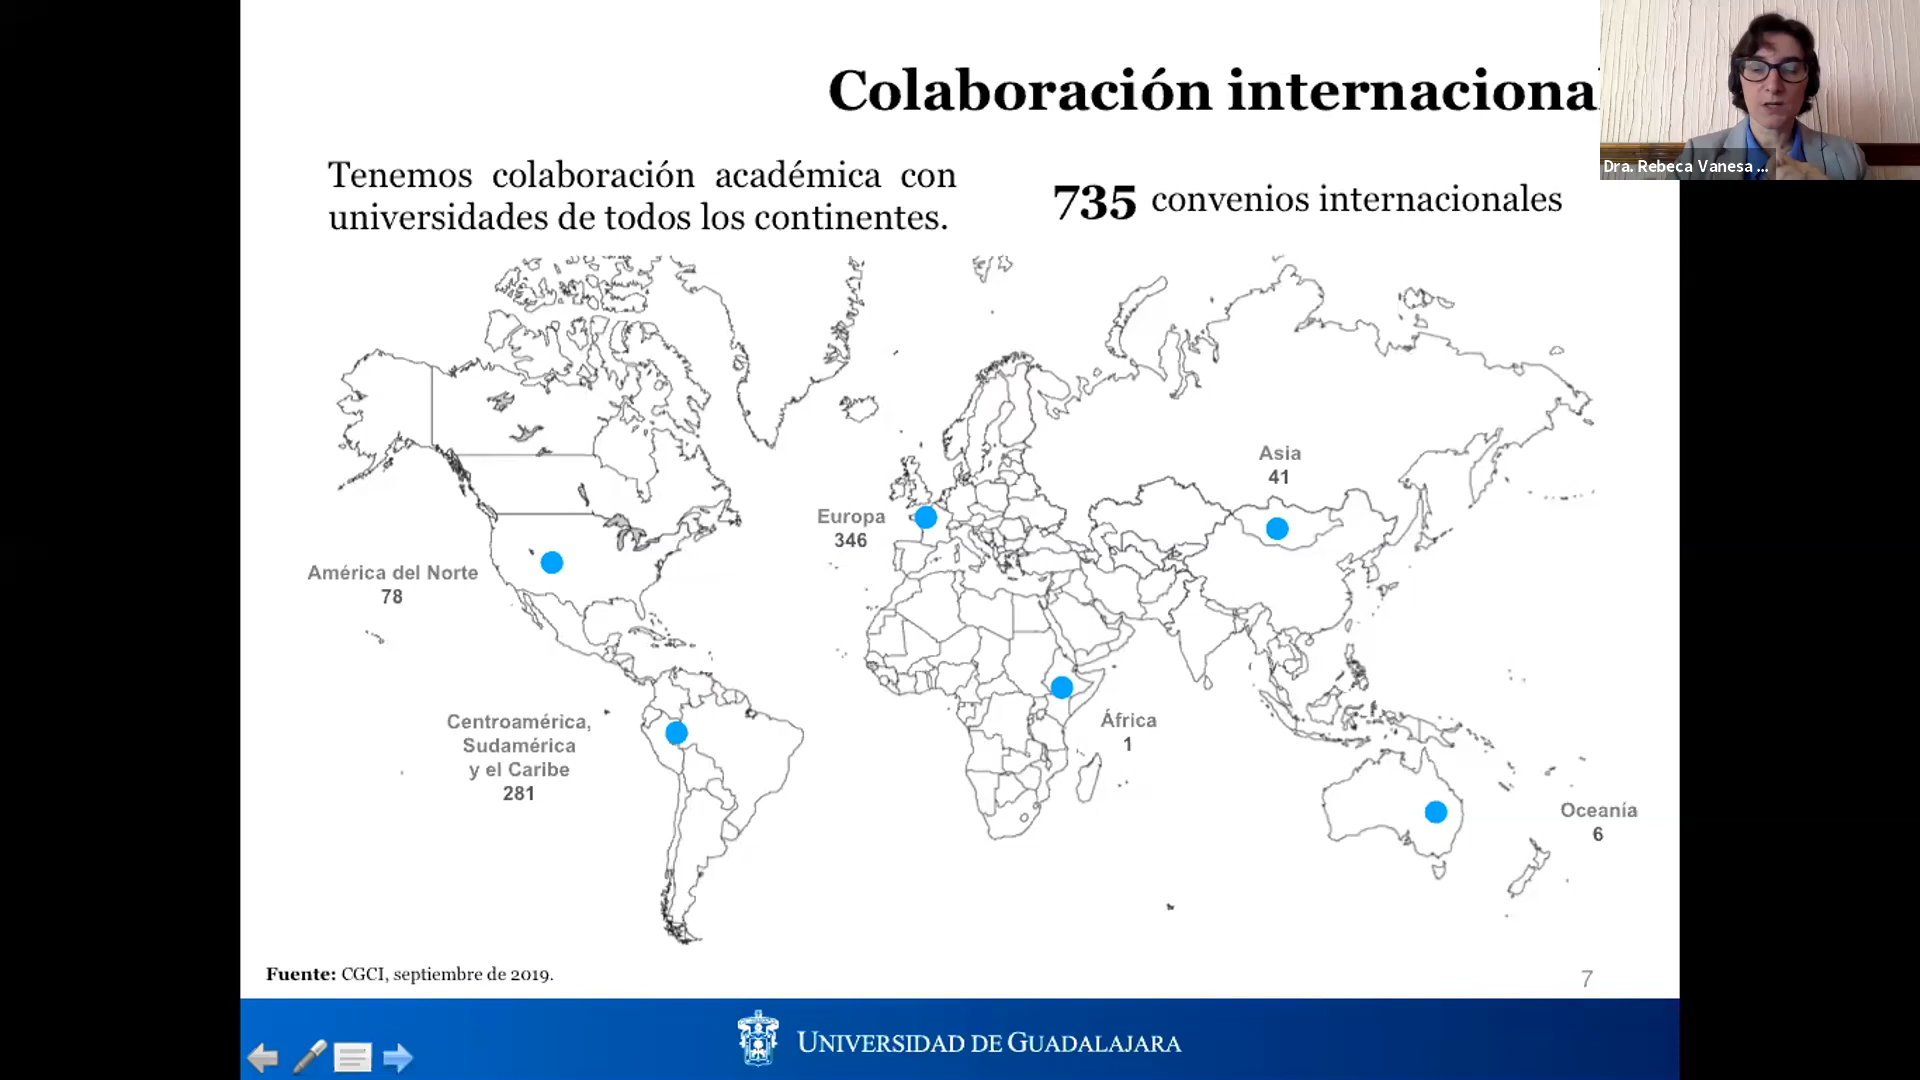 Colaboración internaciona
Tenemos colaboración académica con
universidades de todos los continentes.
735 convenios internacionales
Dra. Rebeca Vanesa ...
Asia
41
Europa
346
América del Norte
78
Centroamérica,
Sudamérica
y el Caribe
281
África
1
Oceanía
6
Fuente: CGCI, septiembre de 2019.
7
UNIVERSIDAD DE GUADALAJARA